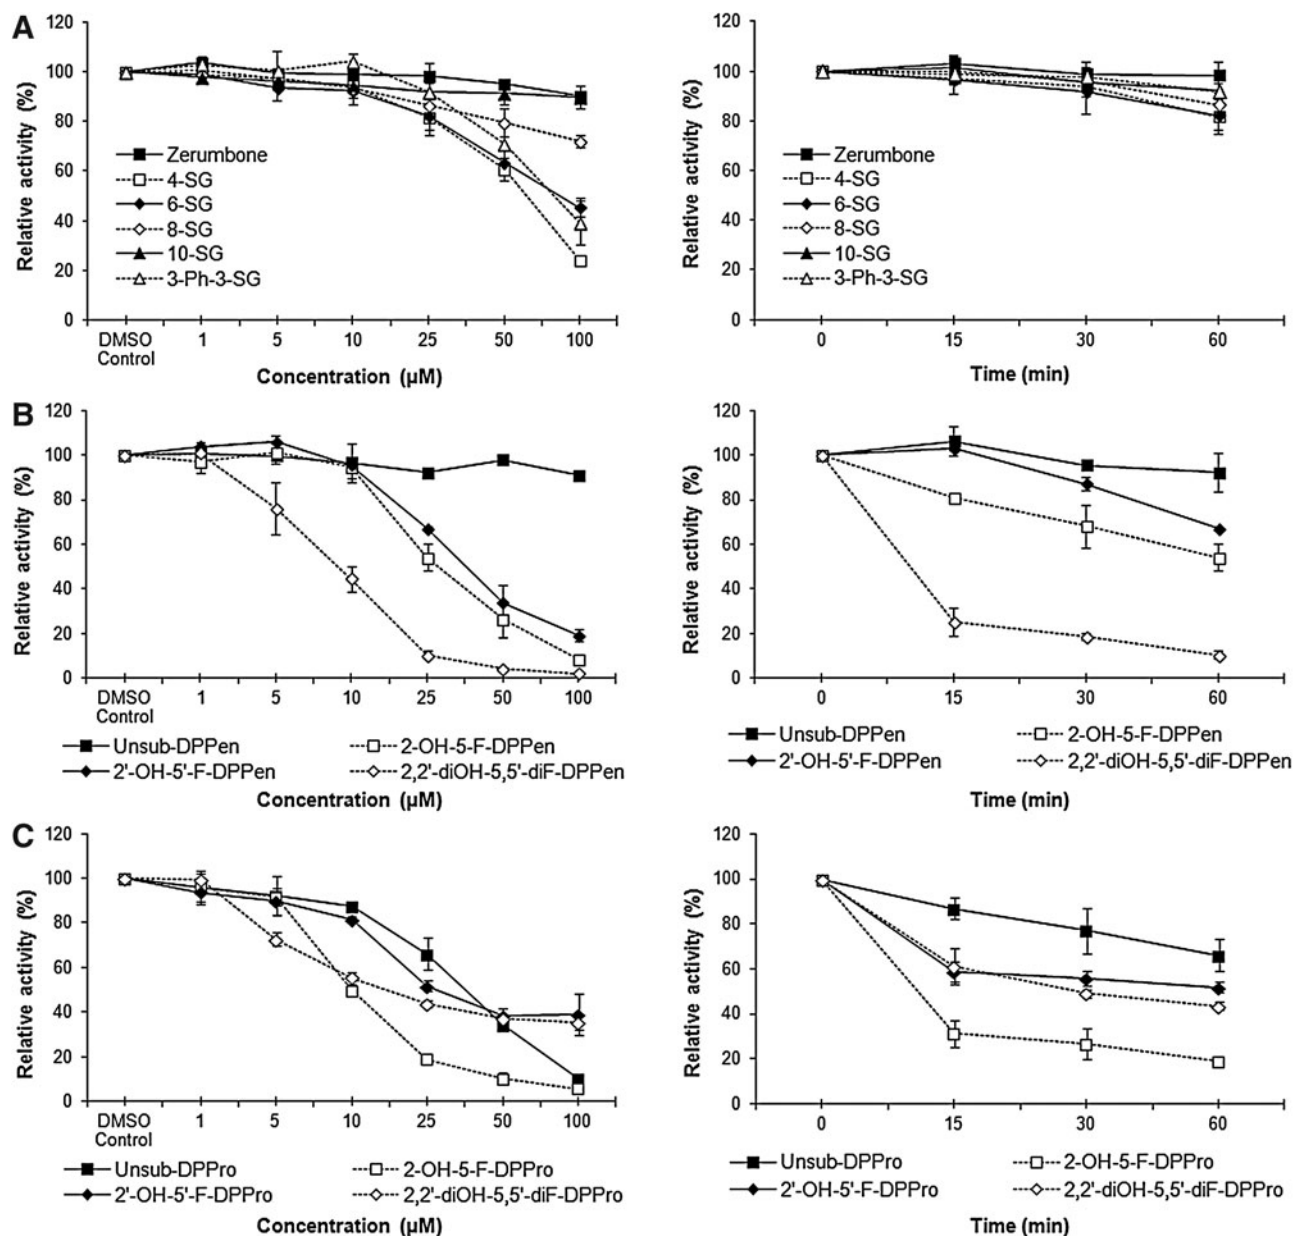 A
120
100
80
60
40
20
0
Relative activity (%)
Zerumbone
4-SG
6-SG
8-SG
10-SG
3-Ph-3-SG
DMSO Control 1 5 10 25 50 100
Concentration (µM)
120
100
80
60
40
20
0
Relative activity (%)
Zerumbone
4-SG
6-SG
8-SG
10-SG
3-Ph-3-SG
0 15 30 60
Time (min)
B
120
100
80
60
40
20
0
Relative activity (%)
DMSO Control 1 5 10 25 50 100
Unsub-DPPen 2-OH-5-F-DPPen
2'-OH-5'-F-DPPen 2,2'-diOH-5,5'-diF-DPPen
Concentration (µM)
120
100
80
60
40
20
0
Relative activity (%)
0 15 30 60
Unsub-DPPen 2-OH-5-F-DPPen
2'-OH-5'-F-DPPen 2,2'-diOH-5,5'-diF-DPPen
Time (min)
C
120
100
80
60
40
20
0
Relative activity (%)
DMSO Control 1 5 10 25 50 100
Unsub-DPPro 2-OH-5-F-DPPro
2'-OH-5'-F-DPPro 2,2'-diOH-5,5'-diF-DPPro
Concentration (µM)
120
100
80
60
40
20
0
Relative activity (%)
0 15 30 60
Unsub-DPPro 2-OH-5-F-DPPro
2'-OH-5'-F-DPPro 2,2'-diOH-5,5'-diF-DPPro
Time (min)